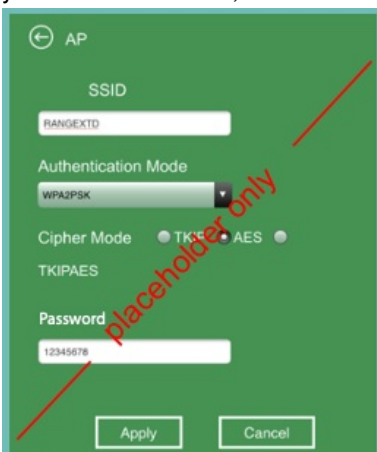 AP
SSID
RANGEXTD
Authentication Mode
WPA2PSK
Cipher Mode TKIP AES
TKIPAES
Password
12345678
Apply Cancel
placeholder only